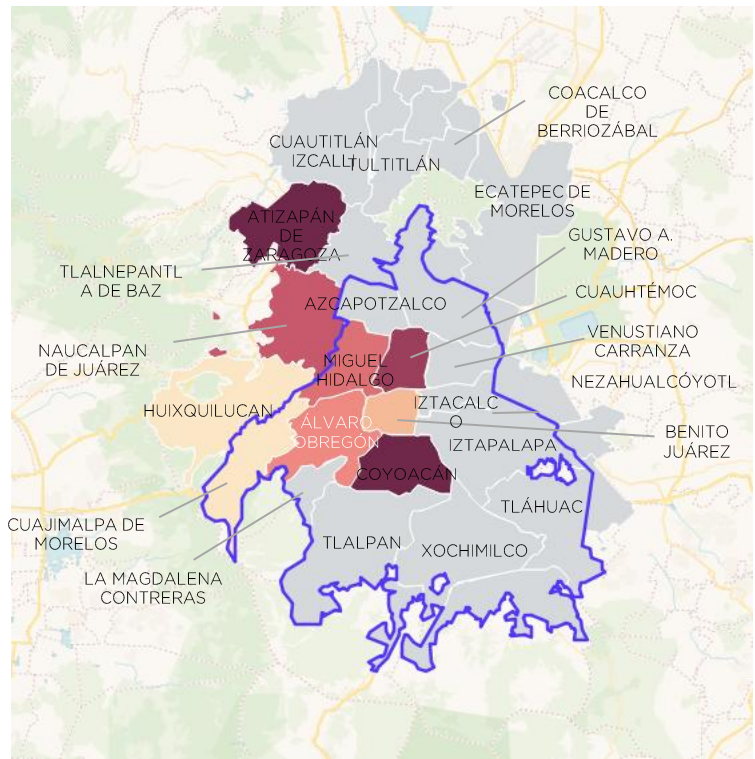 COACALCO
DE
BERRIOZÁBAL
CUAUTITLÁN
IZCALLI
TULTITLÁN
ECATEPEC DE
MORELOS
ATIZAPÁN
DE
ZARAGOZA
GUSTAVO A.
MADERO
TLALNEPANTL
A DE BAZ
AZCAPOTZALCO
CUAUHTÉMOC
NAUCALPAN
DE JUÁREZ
MIGUEL
HIDALGO
VENUSTIANO
CARRANZA
NEZAHUALCÓYOTL
HUIXQUILUCAN
IZTACALC
O
ÁLVARO
OBREGÓN
BENITO
JUÁREZ
IZTAPALAPA
COYOACÁN
TLÁHUAC
CUAJIMALPA DE
MORELOS
TLALPAN
XOCHIMILCO
LA MAGDALENA
CONTRERAS